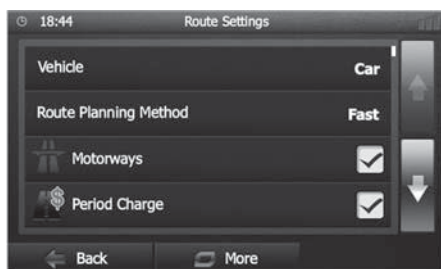 18:44 Route Settings
Vehicle Car
Route Planning Method Fast
Motorways
Period Charge
Back More